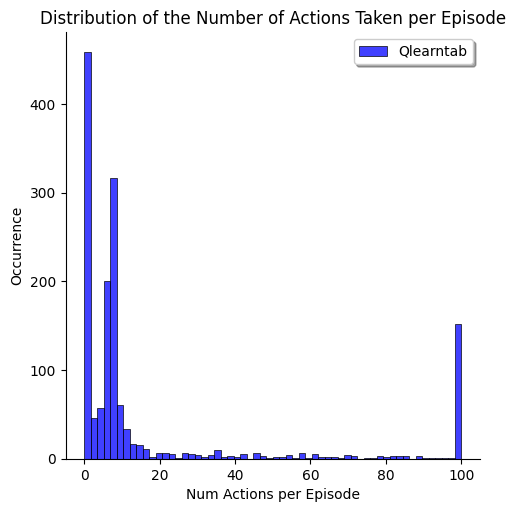 Distribution of the Number of Actions Taken per Episode
Qlearntab
400
300
200
100
0
Occurrence
0 20 40 60 80 100
Num Actions per Episode